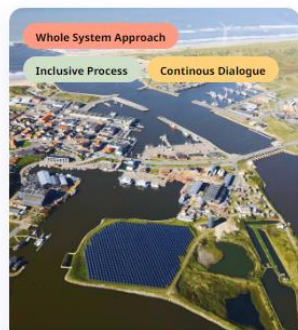 Whole System Approach
Inclusive Process
Continous Dialogue